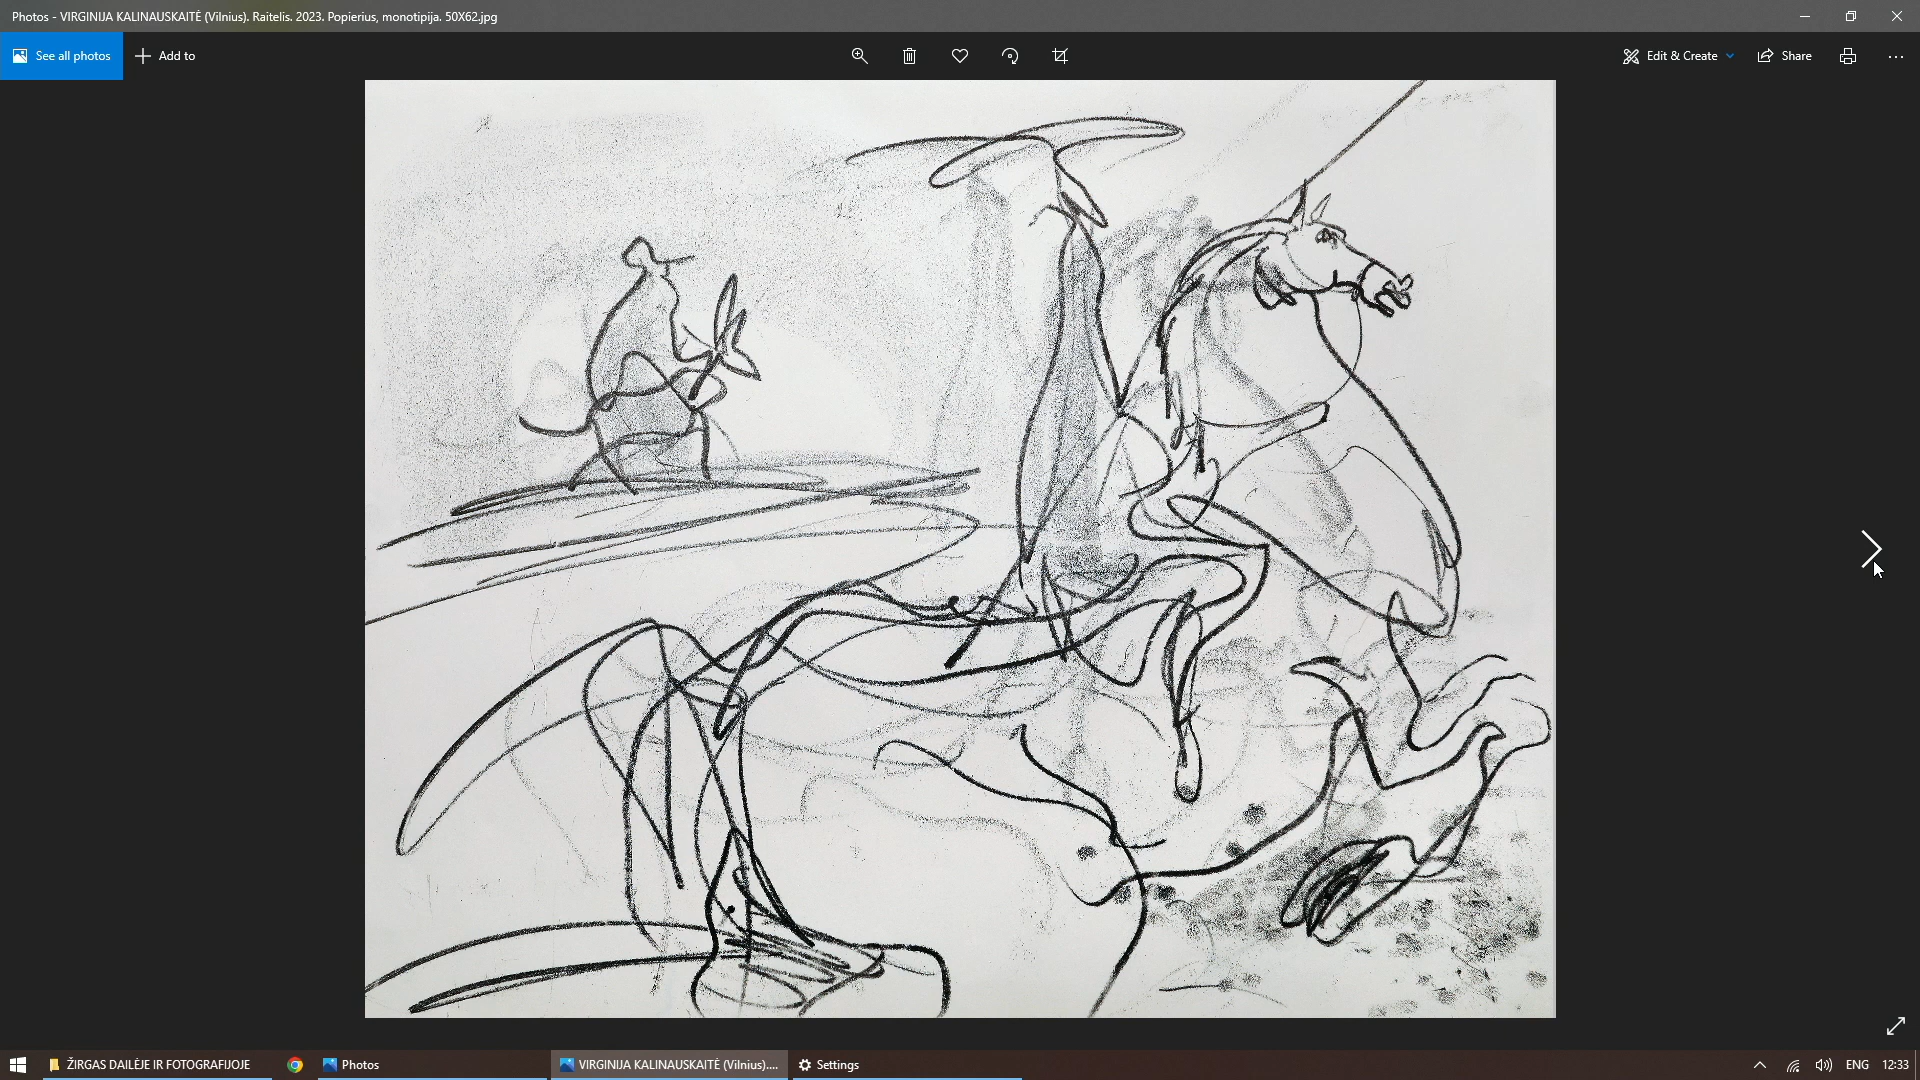 Photos - VIRGINIJA KALINAUSKAITĖ (Vilnius). Raitelis. 2023. Popierius, monotipija. 50X62.jpg
See all photos
Add to
Edit & Create
Share
ŽIRGAS DAILĖJE IR FOTOGRAFIJOJE
Photos
VIRGINIJA KALINAUSKAITĖ (Vilnius)....
Settings
ENG
12:33